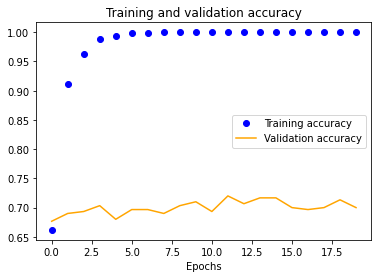 Training and validation accuracy
1.00
0.95
0.90
0.85
0.80
0.75
0.70
0.65
Training accuracy
Validation accuracy
0.0 2.5 5.0 7.5 10.0 12.5 15.0 17.5
Epochs